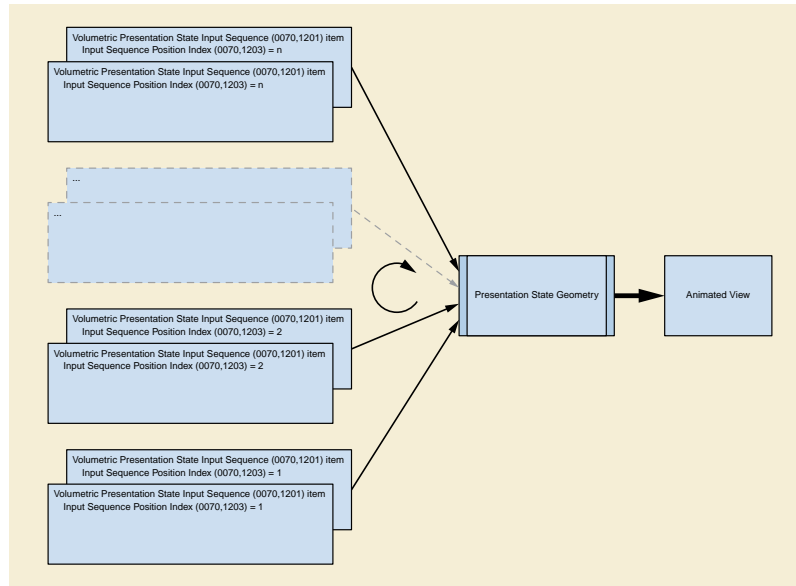 Volumetric Presentation State Input Sequence (0070,1201) item
Input Sequence Position Index (0070,1203) = n
Volumetric Presentation State Input Sequence (0070,1201) item
Input Sequence Position Index (0070,1203) = n
...
...
Presentation State Geometry
Animated View
Volumetric Presentation State Input Sequence (0070,1201) item
Input Sequence Position Index (0070,1203) = 2
Volumetric Presentation State Input Sequence (0070,1201) item
Input Sequence Position Index (0070,1203) = 2
Volumetric Presentation State Input Sequence (0070,1201) item
Input Sequence Position Index (0070,1203) = 1
Volumetric Presentation State Input Sequence (0070,1201) item
Input Sequence Position Index (0070,1203) = 1